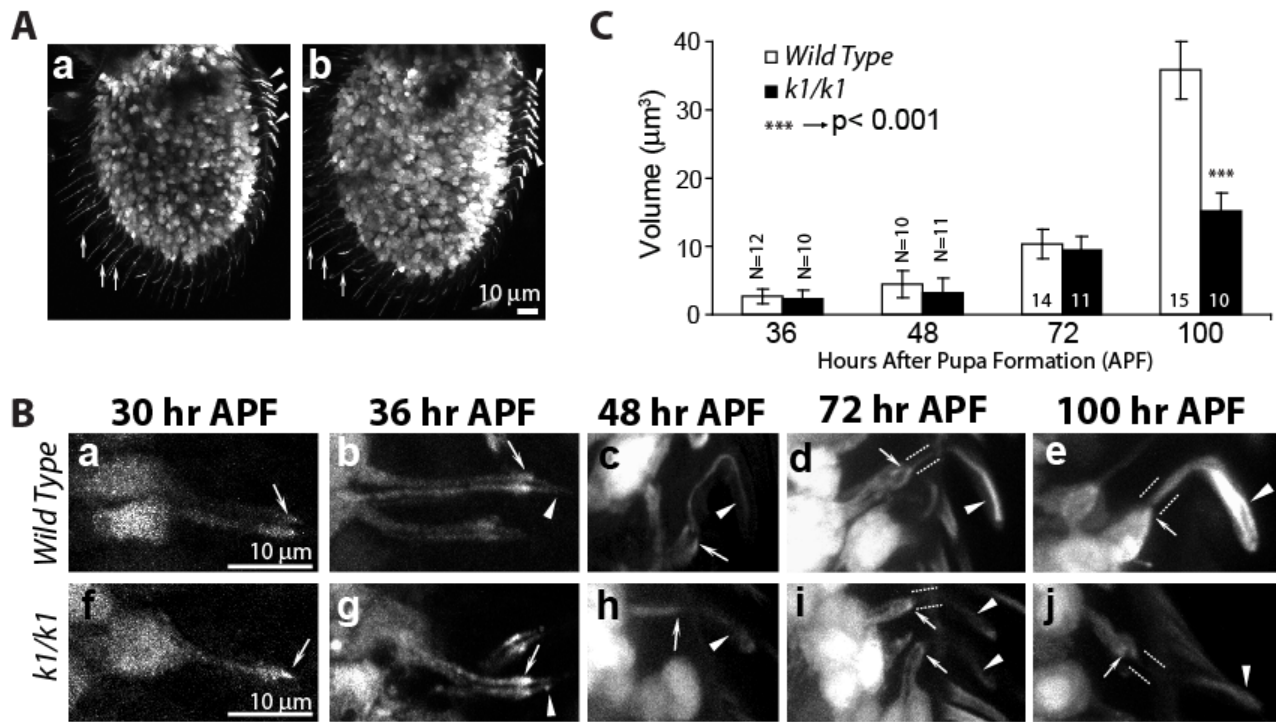 A
a
b
10 µm
C
40
30
20
10
0
Volume (µm³)
Wild Type
k1/k1
*** → p< 0.001
N=12
N=10
N=10
N=11
14
11
15
10
36 48 72 100
Hours After Pupa Formation (APF)
B
30 hr APF 36 hr APF 48 hr APF 72 hr APF 100 hr APF
Wild Type
a b c d e
10 µm
k1/k1
f g h i j
10 µm